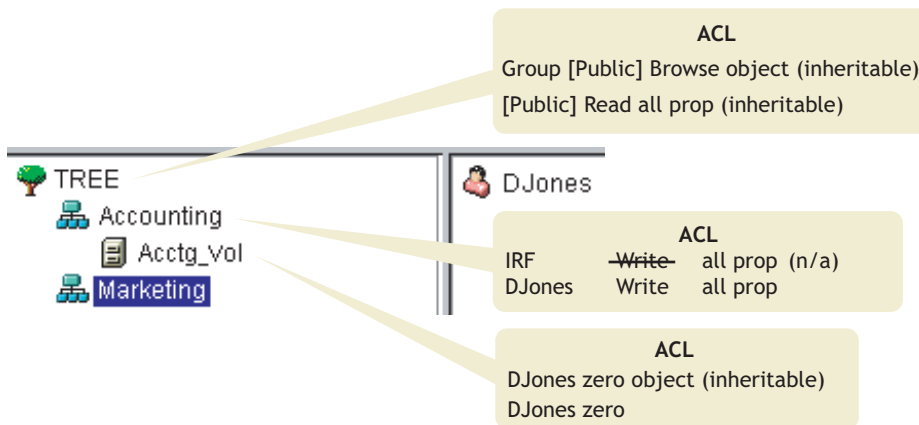 ACL
Group [Public] Browse object (inheritable)
[Public] Read all prop (inheritable)
TREE
DJones
Accounting
Acctg_Vol
Marketing
ACL
IRF Write all prop (n/a)
DJones Write all prop
ACL
DJones zero object (inheritable)
DJones zero